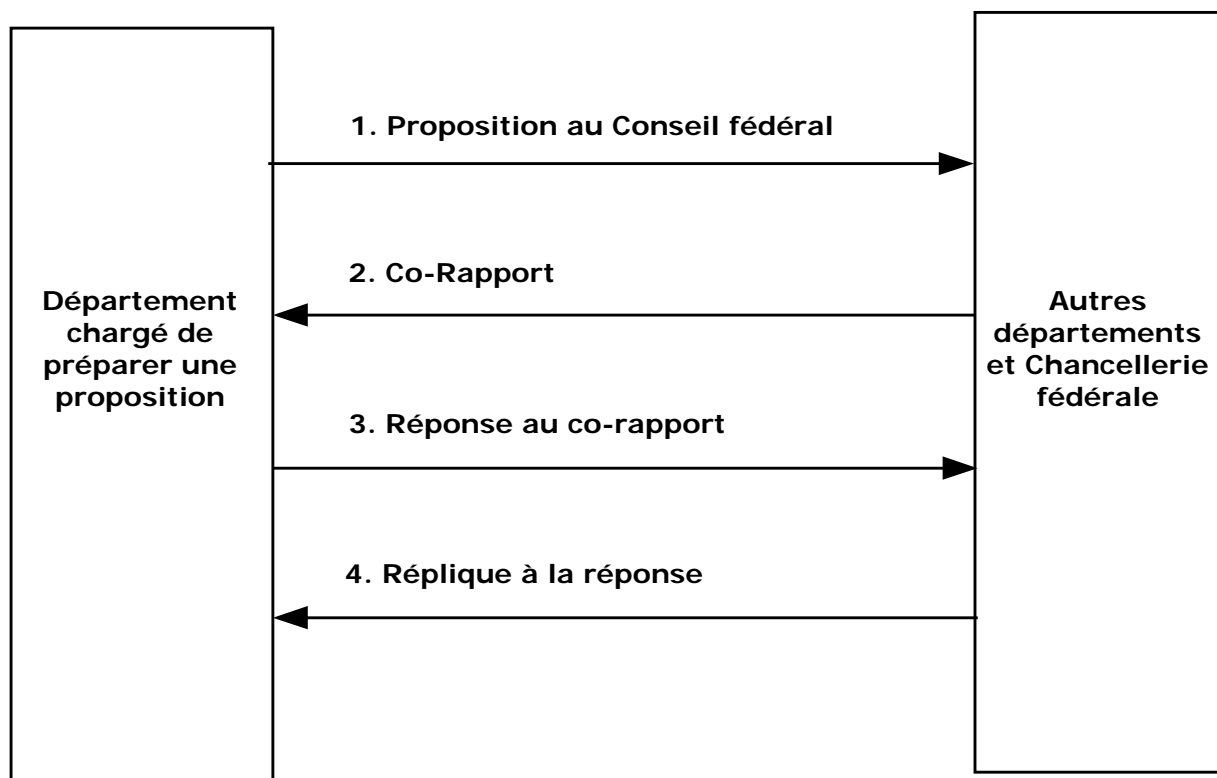 1. Proposition au Conseil fédéral
2. Co-Rapport
Département
chargé de
préparer une
proposition
Autres
départements
et Chancellerie
fédérale
3. Réponse au co-rapport
4. Réplique à la réponse